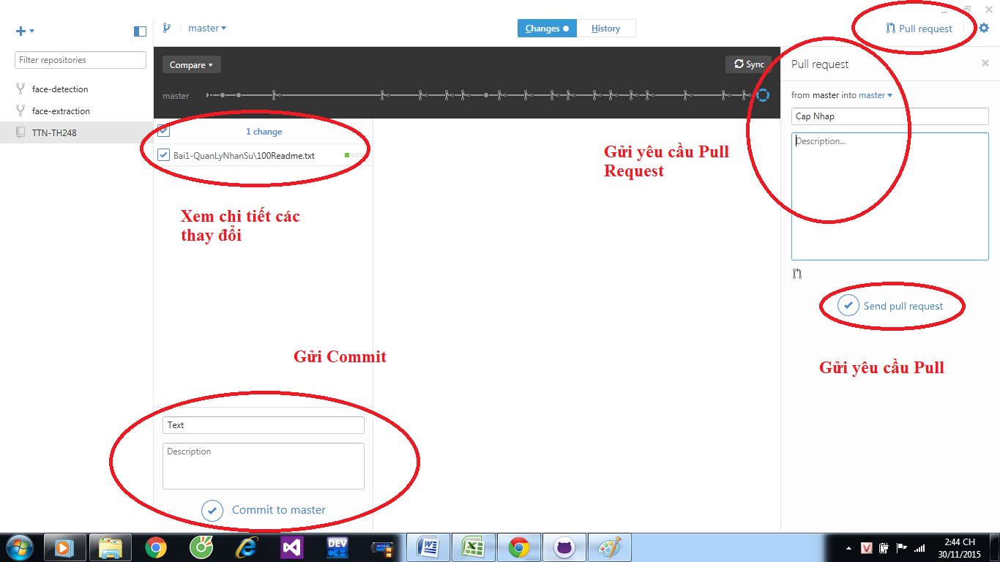 master
Changes
History
Pull request
Filter repositories
face-detection
face-extraction
TTN-TH248
Compare
Sync
master
Pull request
from master into master
Cap Nhap
Description...
1 change
Bai1-QuanLyNhanSu\100Readme.txt
Gửi yêu cầu Pull
Request
Xem chi tiết các
thay đổi
Send pull request
Gửi Commit
Gửi yêu cầu Pull
Text
Description
Commit to master
DEV
C++
V
2:44 CH
30/11/2015